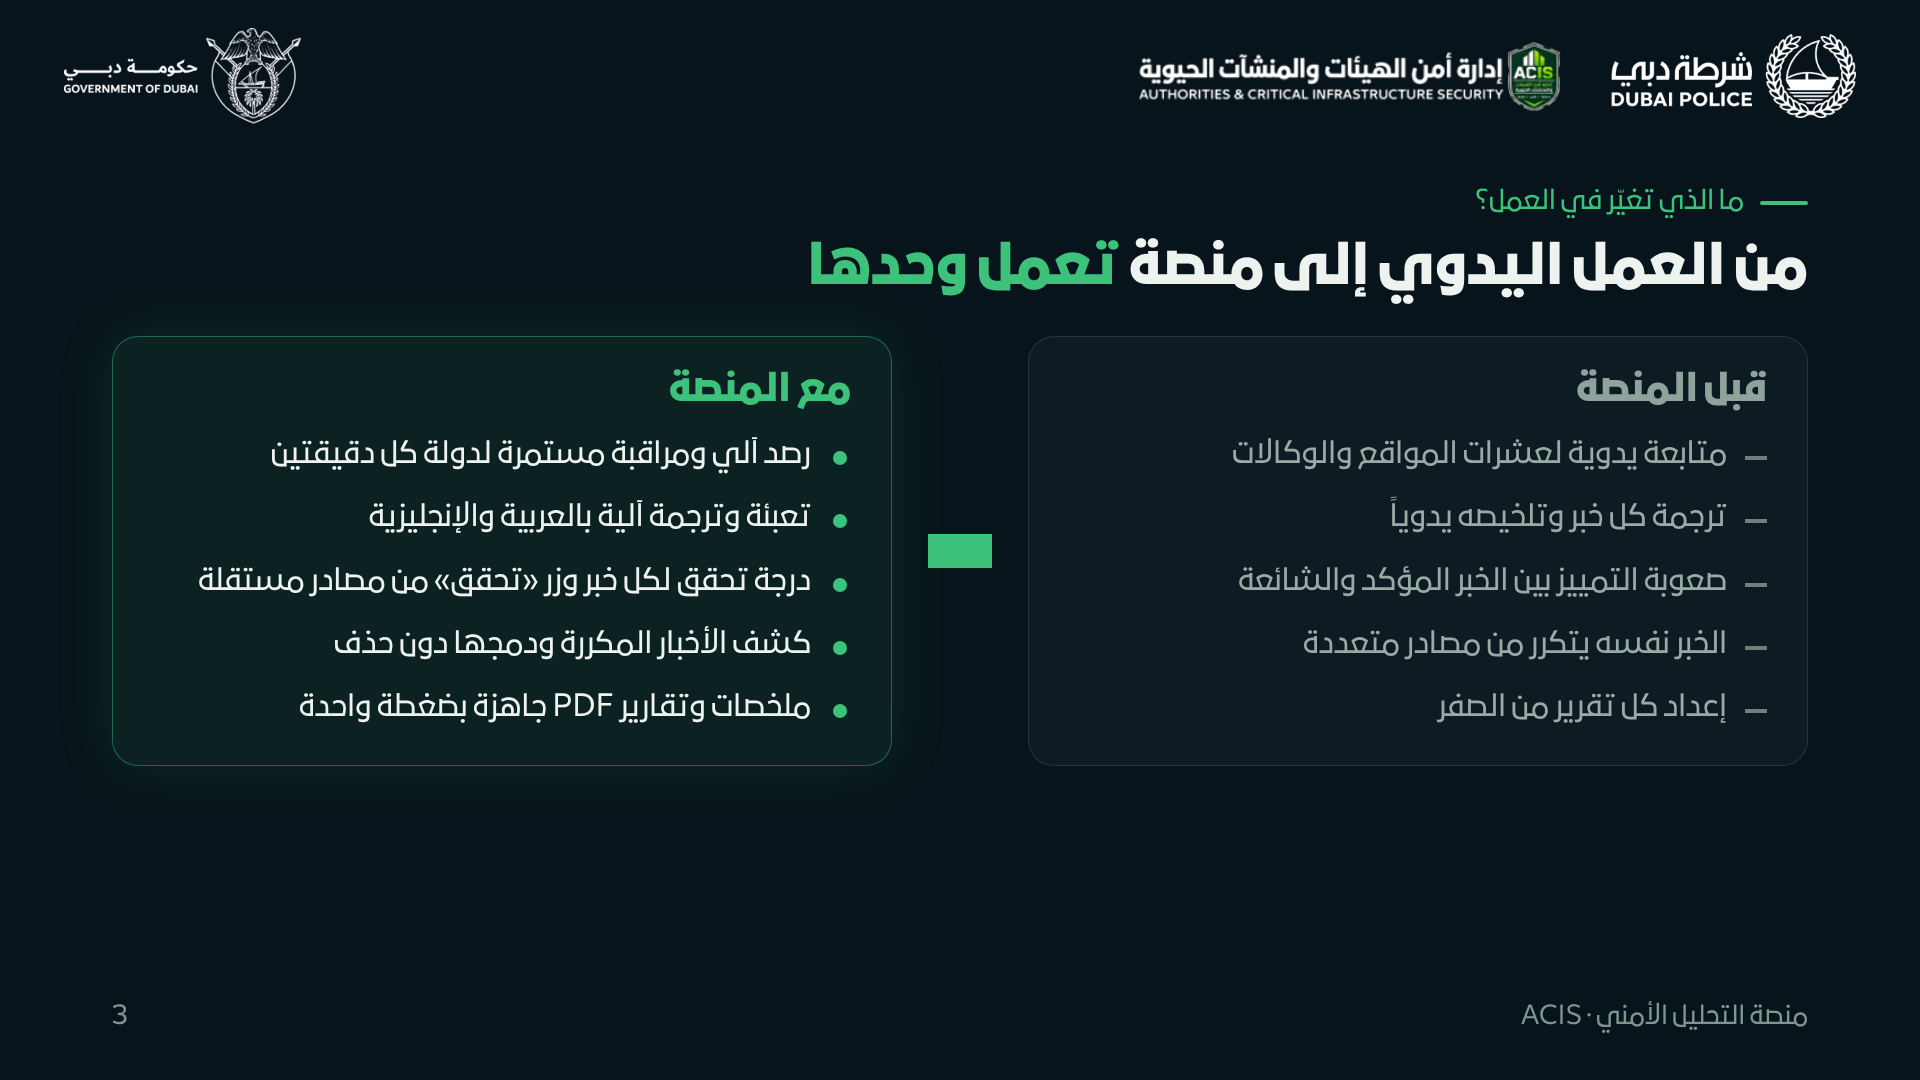 شرطة دبي
DUBAI POLICE
إدارة أمن الهيئات والمنشآت الحيوية
AUTHORITIES & CRITICAL INFRASTRUCTURE SECURITY
ACIS
حكومة دبي
GOVERNMENT OF DUBAI
ما الذي تغيّر في العمل؟
من العمل اليدوي إلى منصة تعمل وحدها
قبل المنصة
متابعة يدوية لعشرات المواقع والوكالات
ترجمة كل خبر وتلخيصه يدوياً
صعوبة التمييز بين الخبر المؤكد والشائعة
الخبر نفسه يتكرر من مصادر متعددة
إعداد كل تقرير من الصفر
مع المنصة
رصد آلي ومراقبة مستمرة لدولة كل دقيقتين
تعبئة وترجمة آلية بالعربية والإنجليزية
درجة تحقق لكل خبر وزر «تحقق» من مصادر مستقلة
كشف الأخبار المكررة ودمجها دون حذف
ملخصات وتقارير PDF جاهزة بضغطة واحدة
منصة التحليل الأمني · ACIS
3